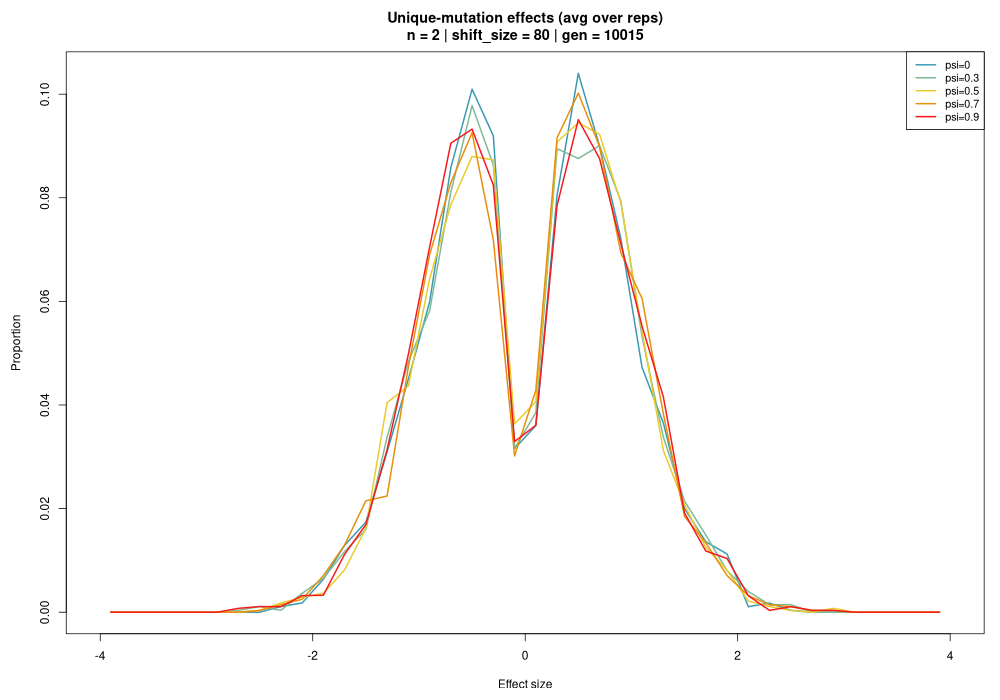 Unique-mutation effects (avg over reps)
n = 2 | shift_size = 80 | gen = 10015
psi=0
psi=0.3
psi=0.5
psi=0.7
psi=0.9
Proportion
0.10
0.08
0.06
0.04
0.02
0.00
-4 -2 0 2 4
Effect size